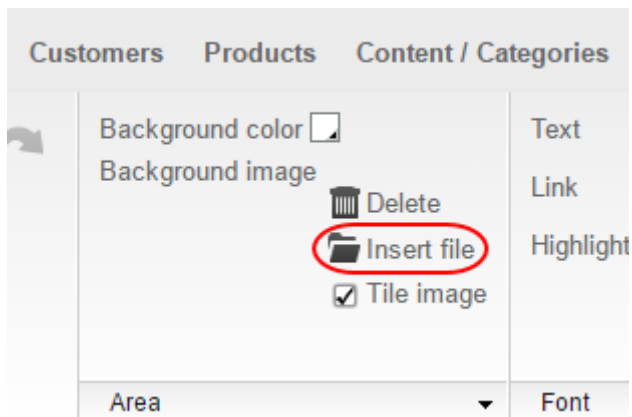 Customers Products Content / Categories
Background color
Text
Background image
Link
Delete
Insert file
Highlight
Tile image
Area
Font